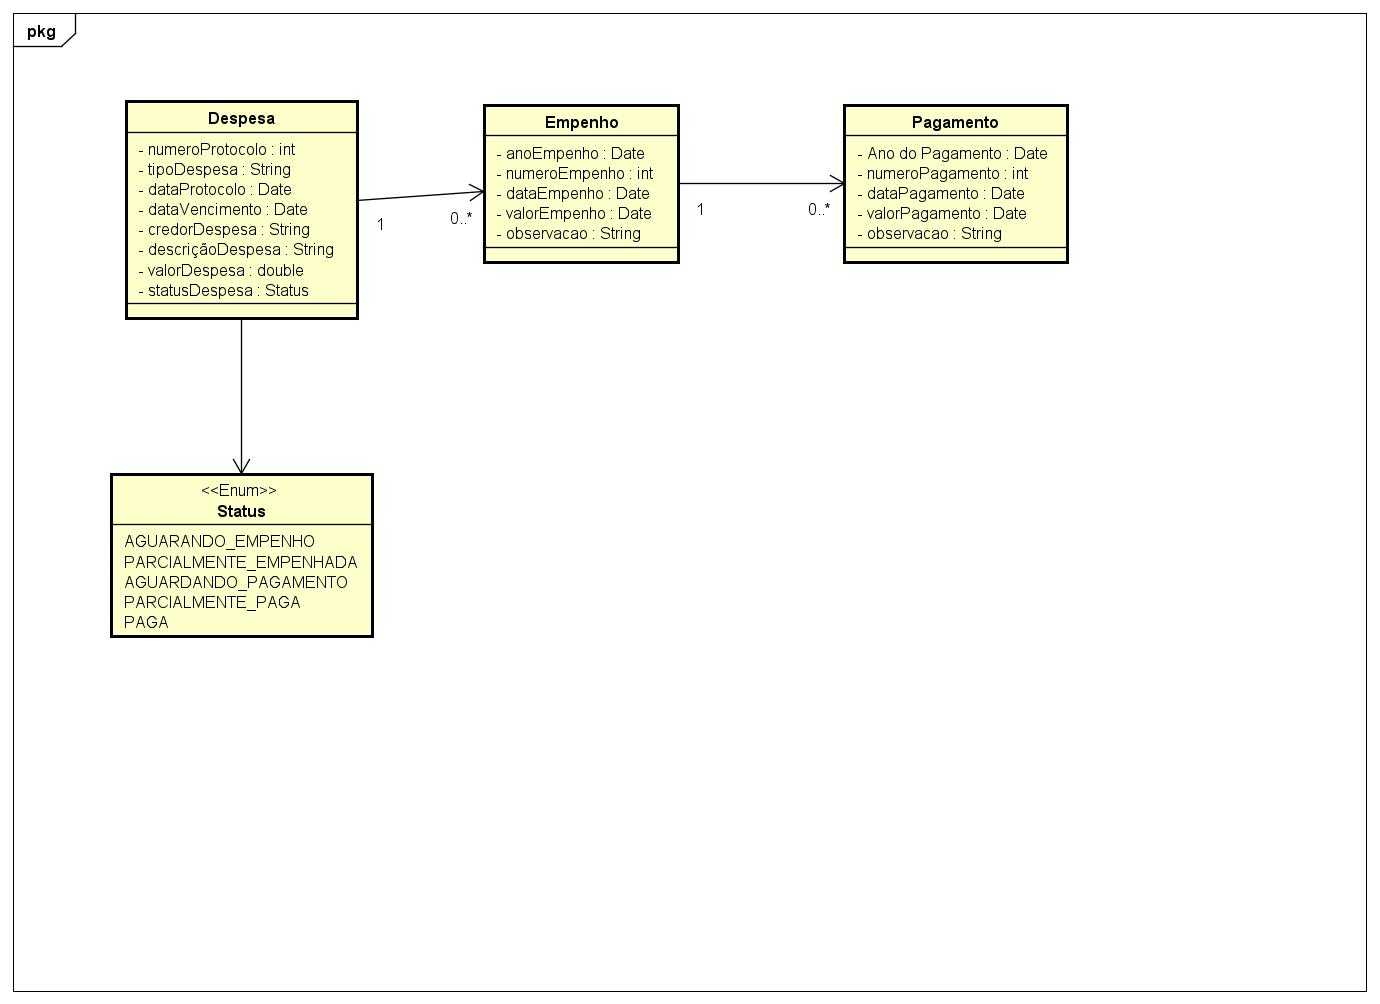 pkg
Despesa
- numeroProtocolo : int
- tipoDespesa : String
- dataProtocolo : Date
- dataVencimento : Date
- credorDespesa : String
- descriçãoDespesa : String
- valorDespesa : double
- statusDespesa : Status
1
0..*
Empenho
- anoEmpenho : Date
- numeroEmpenho : int
- dataEmpenho : Date
- valorEmpenho : Date
- observacao : String
1
0..*
Pagamento
- Ano do Pagamento : Date
- numeroPagamento : int
- dataPagamento : Date
- valorPagamento : Date
- observacao : String
<<Enum>>
Status
AGUARANDO_EMPENHO
PARCIALMENTE_EMPENHADA
AGUARDANDO_PAGAMENTO
PARCIALMENTE_PAGA
PAGA